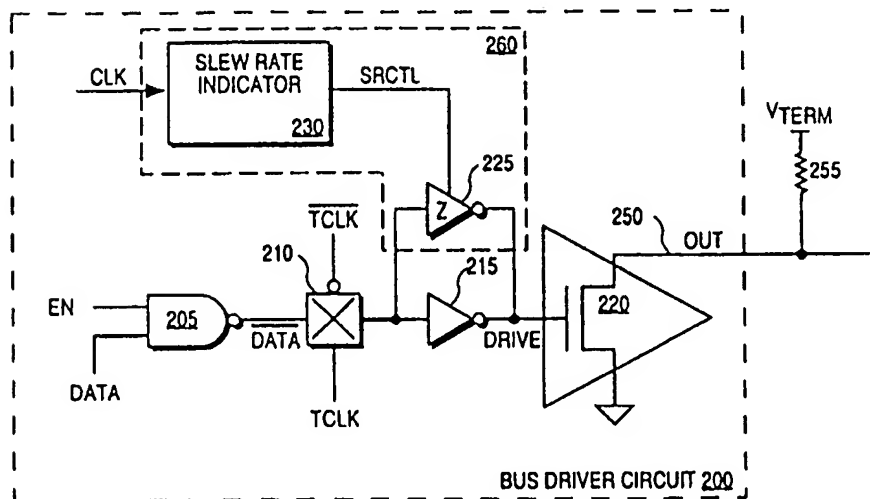 260
SLEW RATE
INDICATOR
230
CLK
SRCTL
VTERM
255
225
Z
TCLK
210
250
OUT
215
220
EN
205
DATA
DRIVE
DATA
TCLK
BUS DRIVER CIRCUIT 200